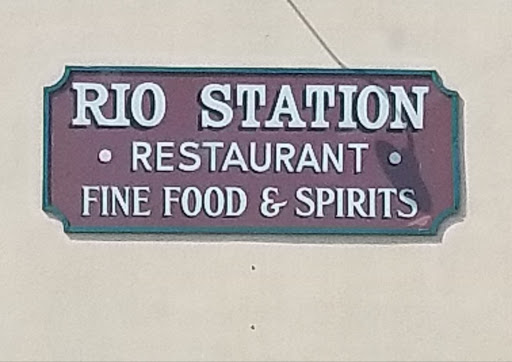 RIO STATION
• RESTAURANT •
FINE FOOD & SPIRITS